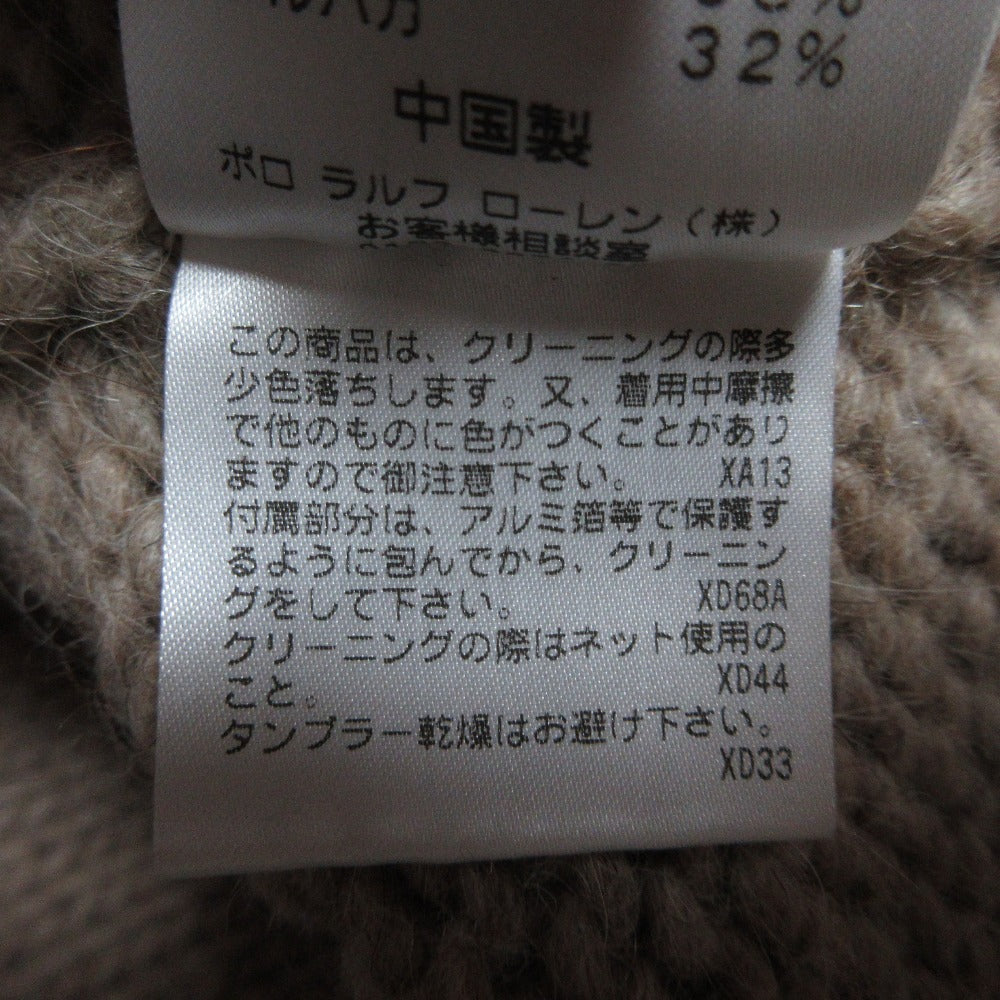 32%
中国製
ポロ ラルフ ローレン(株)
お客様相談室
この商品は、クリーニングの際多
少色落ちします。又、着用中摩擦
で他のものに色がつくことがあり
ますので御注意下さい。 XA13
付属部分は、アルミ箔等で保護す
るように包んでから、クリーニン
グをして下さい。 XD68A
クリーニングの際はネット使用の
こと。 XD44
タンブラー乾燥はお避け下さい。
XD33